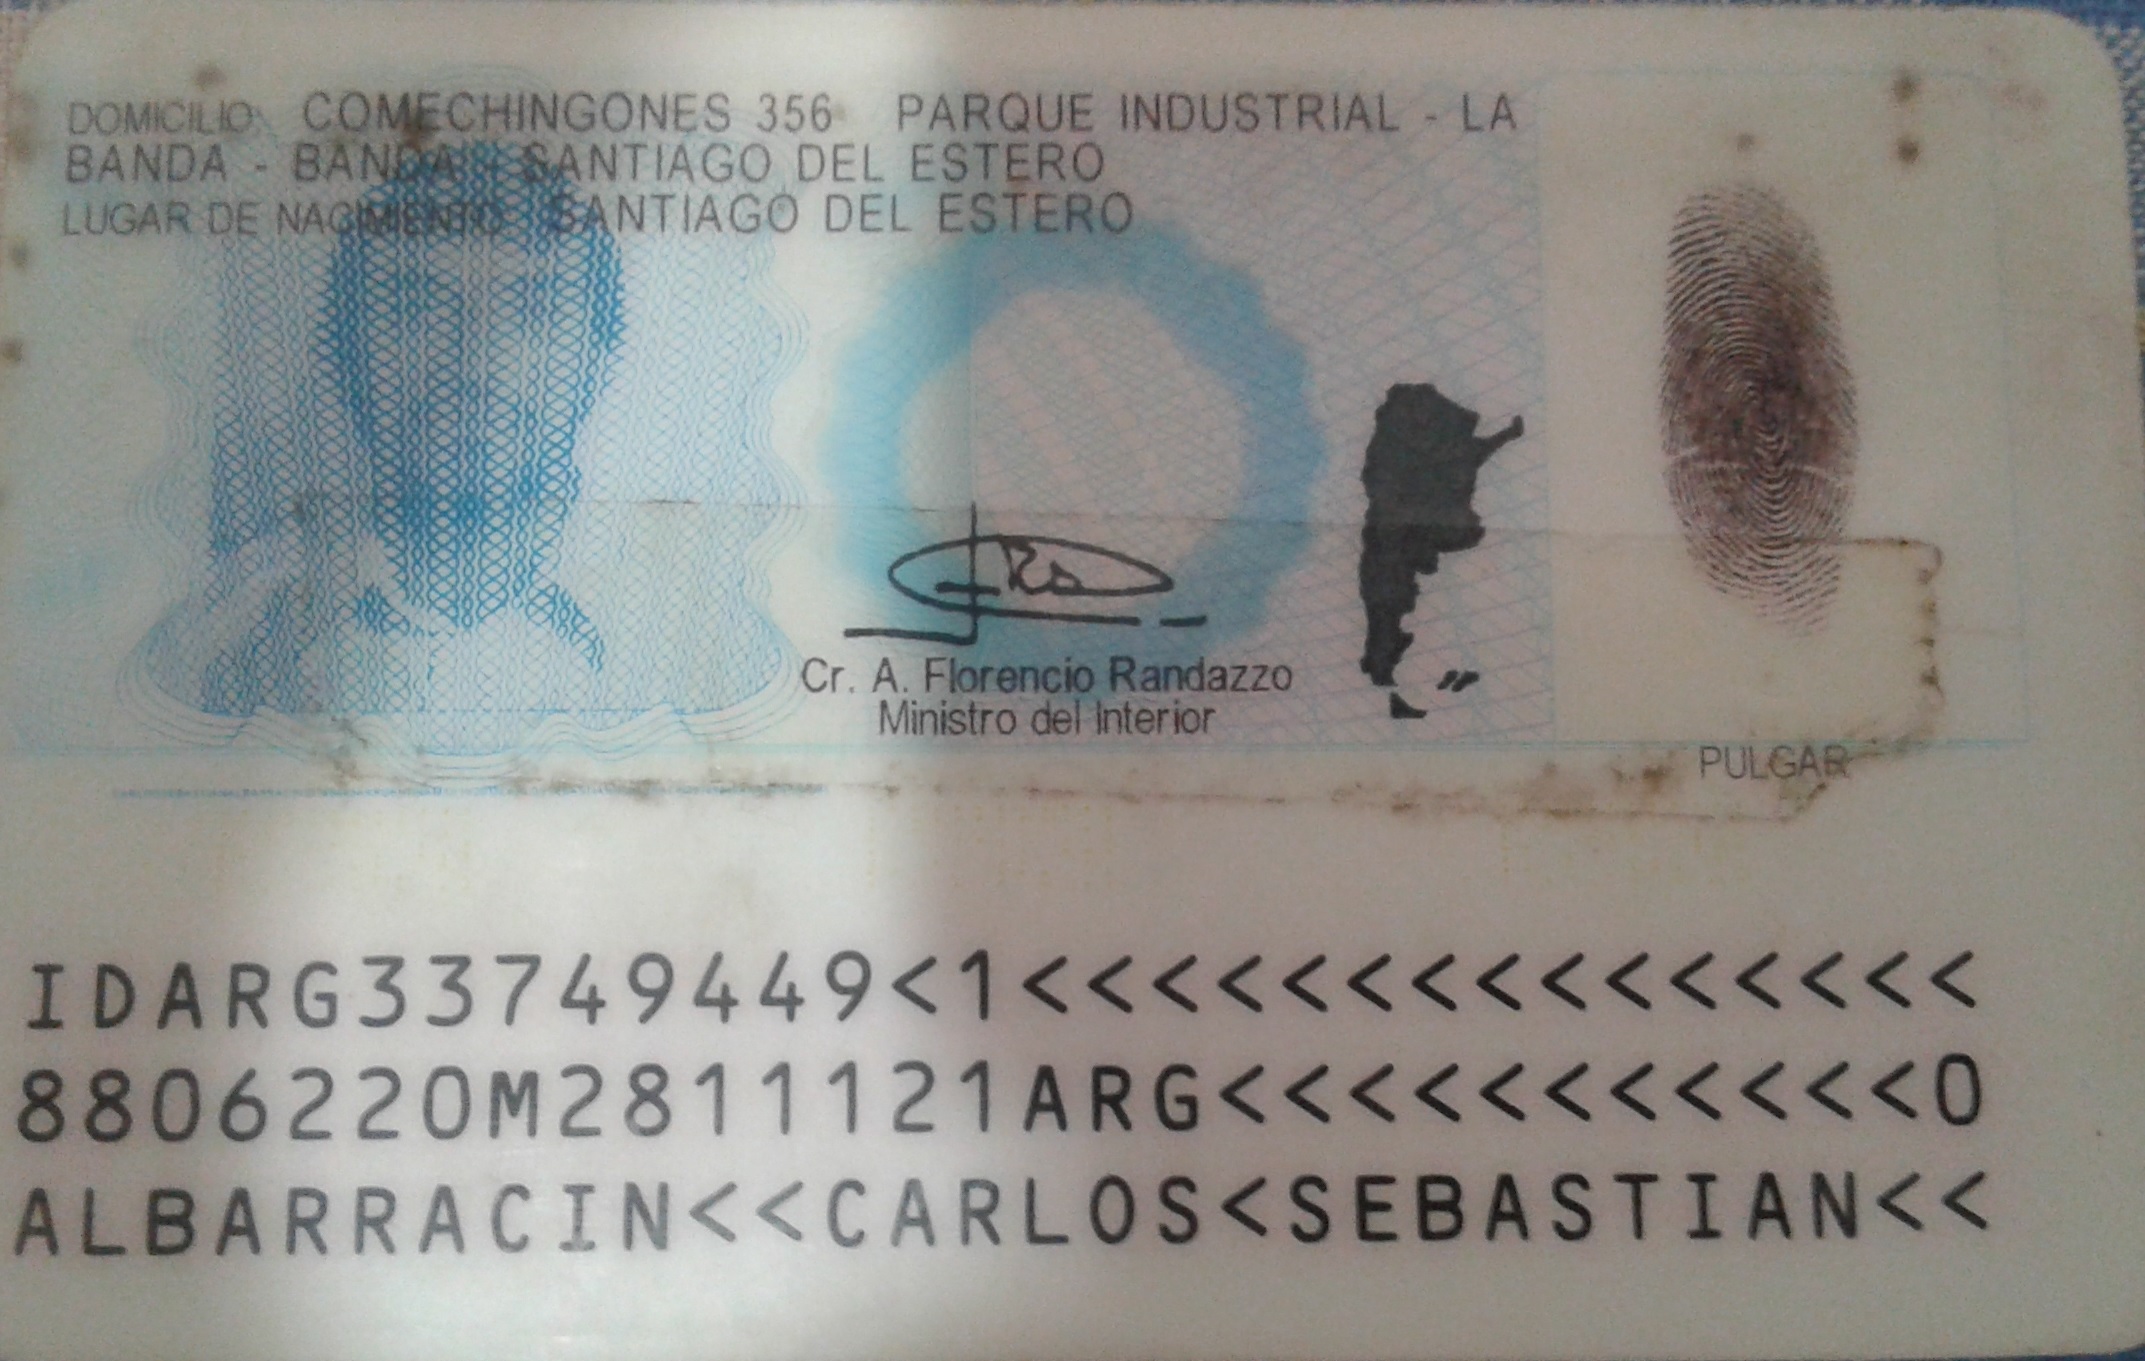 DOMICILIO: COMECHINGONES 356 PARQUE INDUSTRIAL - LA
BANDA - BANDA - SANTIAGO DEL ESTERO
LUGAR DE NACIMIENTO: SANTIAGO DEL ESTERO
Cr. A. Florencio Randazzo
Ministro del Interior
PULGAR
IDARG33749449<1<<<<<<<<<<<<<<<
8806220M2811121ARG<<<<<<<<<<<0
ALBARRACIN<<CARLOS<SEBASTIAN<<